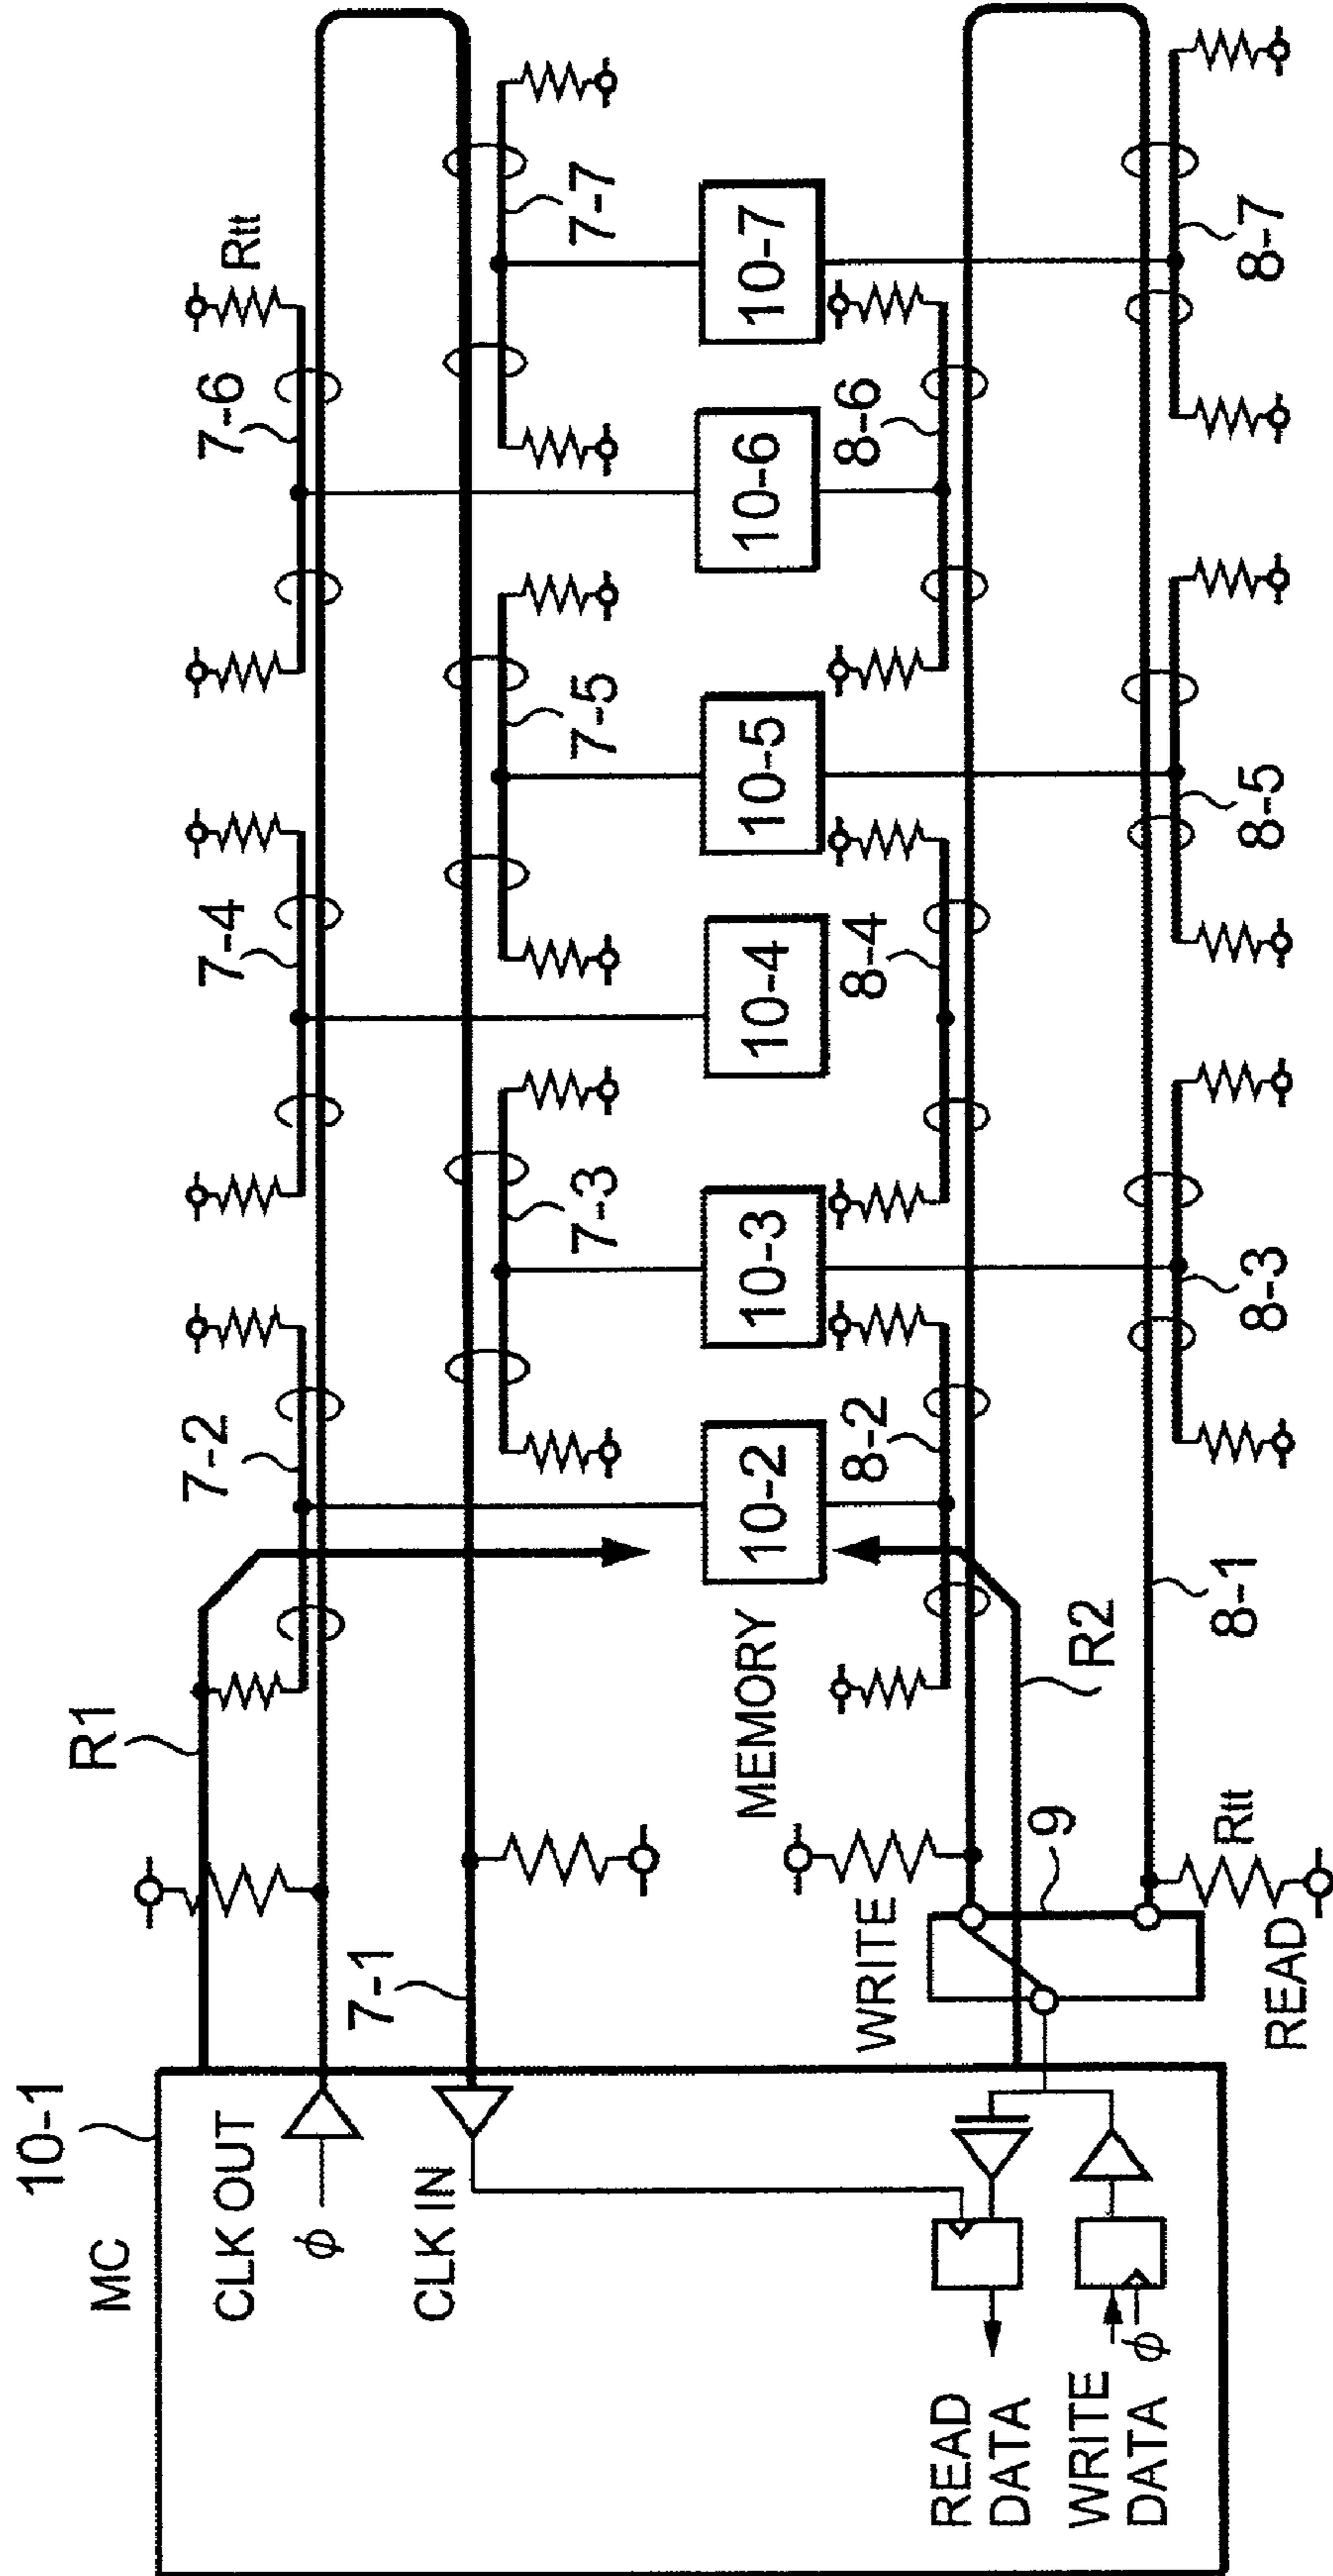 10-1
MC
CLK OUT
ϕ
CLK IN
READ
DATA
WRITE
DATA
ϕ
R1
7-1
7-2
7-4
7-6
Rtt
7-3
7-5
7-7
MEMORY
10-2
10-3
10-4
10-5
10-6
10-7
WRITE
9
Rtt
READ
R2
8-1
8-2
8-4
8-6
8-3
8-5
8-7